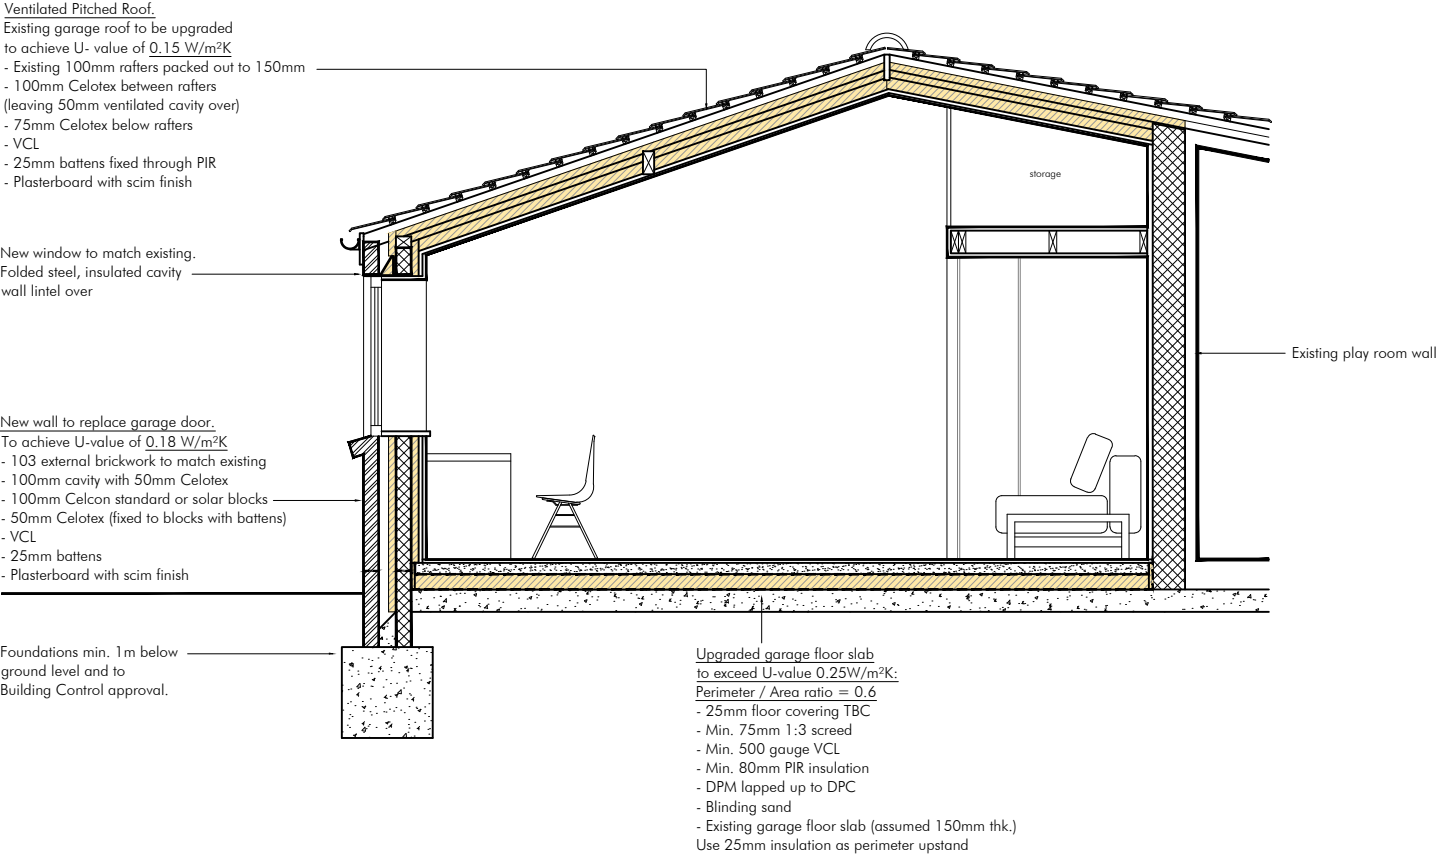 Ventilated Pitched Roof.
Existing garage roof to be upgraded
to achieve U- value of 0.15 W/m²K
- Existing 100mm rafters packed out to 150mm
- 100mm Celotex between rafters
(leaving 50mm ventilated cavity over)
- 75mm Celotex below rafters
- VCL
- 25mm battens fixed through PIR
- Plasterboard with scim finish
storage
New window to match existing.
Folded steel, insulated cavity
wall lintel over
Existing play room wall
New wall to replace garage door.
To achieve U-value of 0.18 W/m²K
- 103 external brickwork to match existing
- 100mm cavity with 50mm Celotex
- 100mm Celcon standard or solar blocks
- 50mm Celotex (fixed to blocks with battens)
- VCL
- 25mm battens
- Plasterboard with scim finish
Foundations min. 1m below
ground level and to
Building Control approval.
Upgraded garage floor slab
to exceed U-value 0.25W/m²K:
Perimeter / Area ratio = 0.6
- 25mm floor covering TBC
- Min. 75mm 1:3 screed
- Min. 500 gauge VCL
- Min. 80mm PIR insulation
- DPM lapped up to DPC
- Blinding sand
- Existing garage floor slab (assumed 150mm thk.)
Use 25mm insulation as perimeter upstand